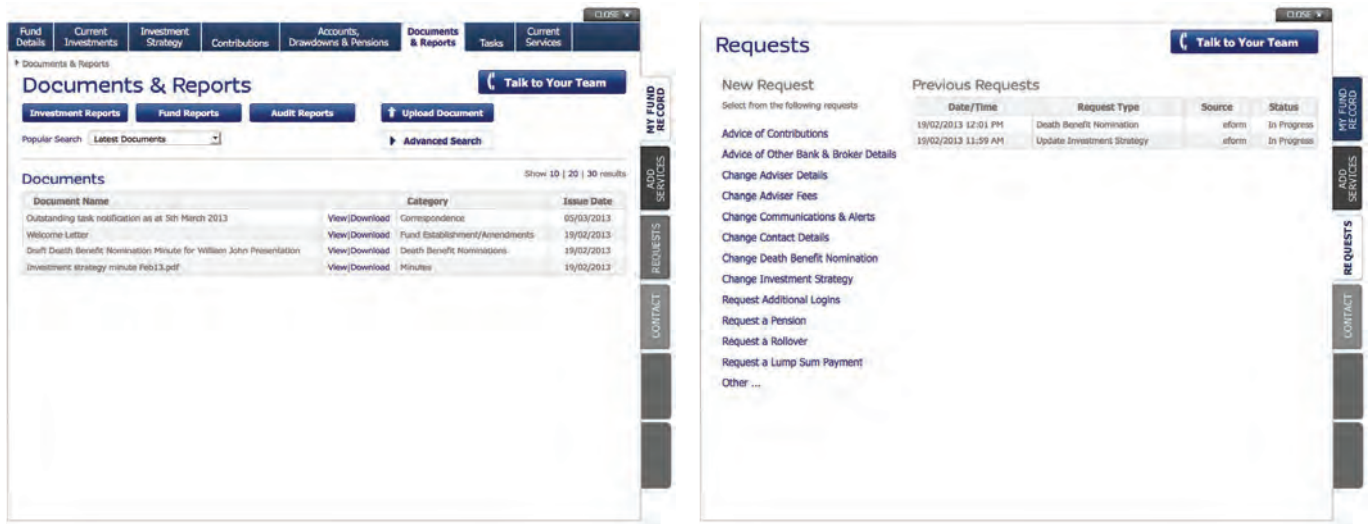 CLOSE
Fund Details
Current Investments
Investment Strategy
Contributions
Accounts, Drawdowns & Pensions
Documents & Reports
Tasks
Current Services
Documents & Reports
Documents & Reports
Talk to Your Team
Investment Reports
Fund Reports
Audit Reports
Upload Document
Popular Search Latest Documents
Advanced Search
Documents
Show 10 | 20 | 30 results
Document Name Category Issue Date
Outstanding task notification as at 5th March 2013 View|Download Correspondence 05/03/2013
Welcome Letter View|Download Fund Establishment/Amendments 19/02/2013
Draft Death Benefit Nomination Minute for William John Presentation View|Download Death Benefit Nominations 19/02/2013
Investment strategy minute Feb13.pdf View|Download Minutes 19/02/2013
MY FUND RECORD
ADD SERVICES
REQUESTS
CONTACT
CLOSE
Requests
Talk to Your Team
New Request
Select from the following requests
Advice of Contributions
Advice of Other Bank & Broker Details
Change Adviser Details
Change Adviser Fees
Change Communications & Alerts
Change Contact Details
Change Death Benefit Nomination
Change Investment Strategy
Request Additional Logins
Request a Pension
Request a Rollover
Request a Lump Sum Payment
Other ...
Previous Requests
Date/Time Request Type Source Status
19/02/2013 12:01 PM Death Benefit Nomination eform In Progress
19/02/2013 11:59 AM Update Investment Strategy eform In Progress
MY FUND RECORD
ADD SERVICES
REQUESTS
CONTACT